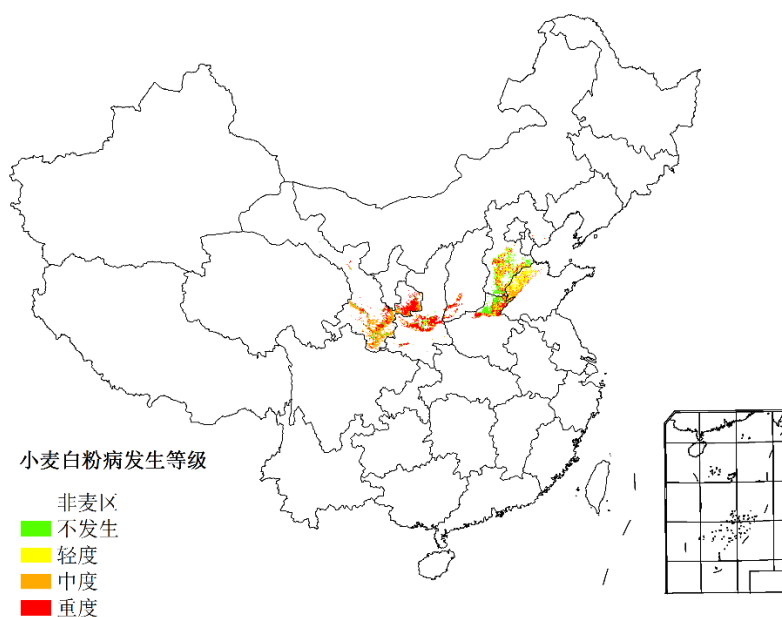 小麦白粉病发生等级
非麦区
不发生
轻度
中度
重度